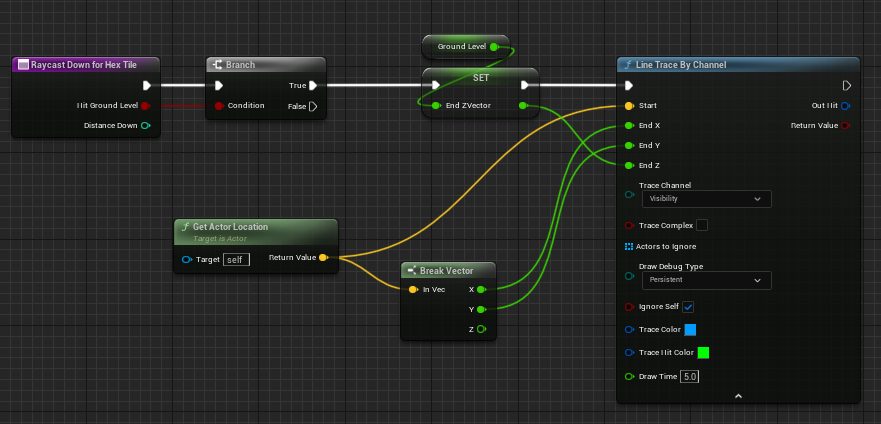 Raycast Down for Hex Tile
Hit Ground Level
Distance Down
Branch
Condition
True
False
Ground Level
SET
End ZVector
Get Actor Location
Target is Actor
Target self
Return Value
Break Vector
In Vec
X
Y
Z
Line Trace By Channel
Start
End X
End Y
End Z
Out Hit
Return Value
Trace Channel
Visibility
Trace Complex
Actors to Ignore
Draw Debug Type
Persistent
Ignore Self
Trace Color
Trace Hit Color
Draw Time 5.0